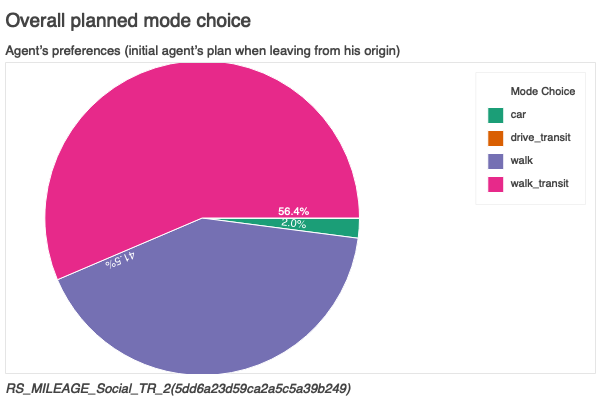 Overall planned mode choice
Agent's preferences (initial agent's plan when leaving from his origin)
Mode Choice
car
drive_transit
walk
walk_transit
56.4%
2.0%
41.5%
RS_MILEAGE_Social_TR_2(5dd6a23d59ca2a5c5a39b249)